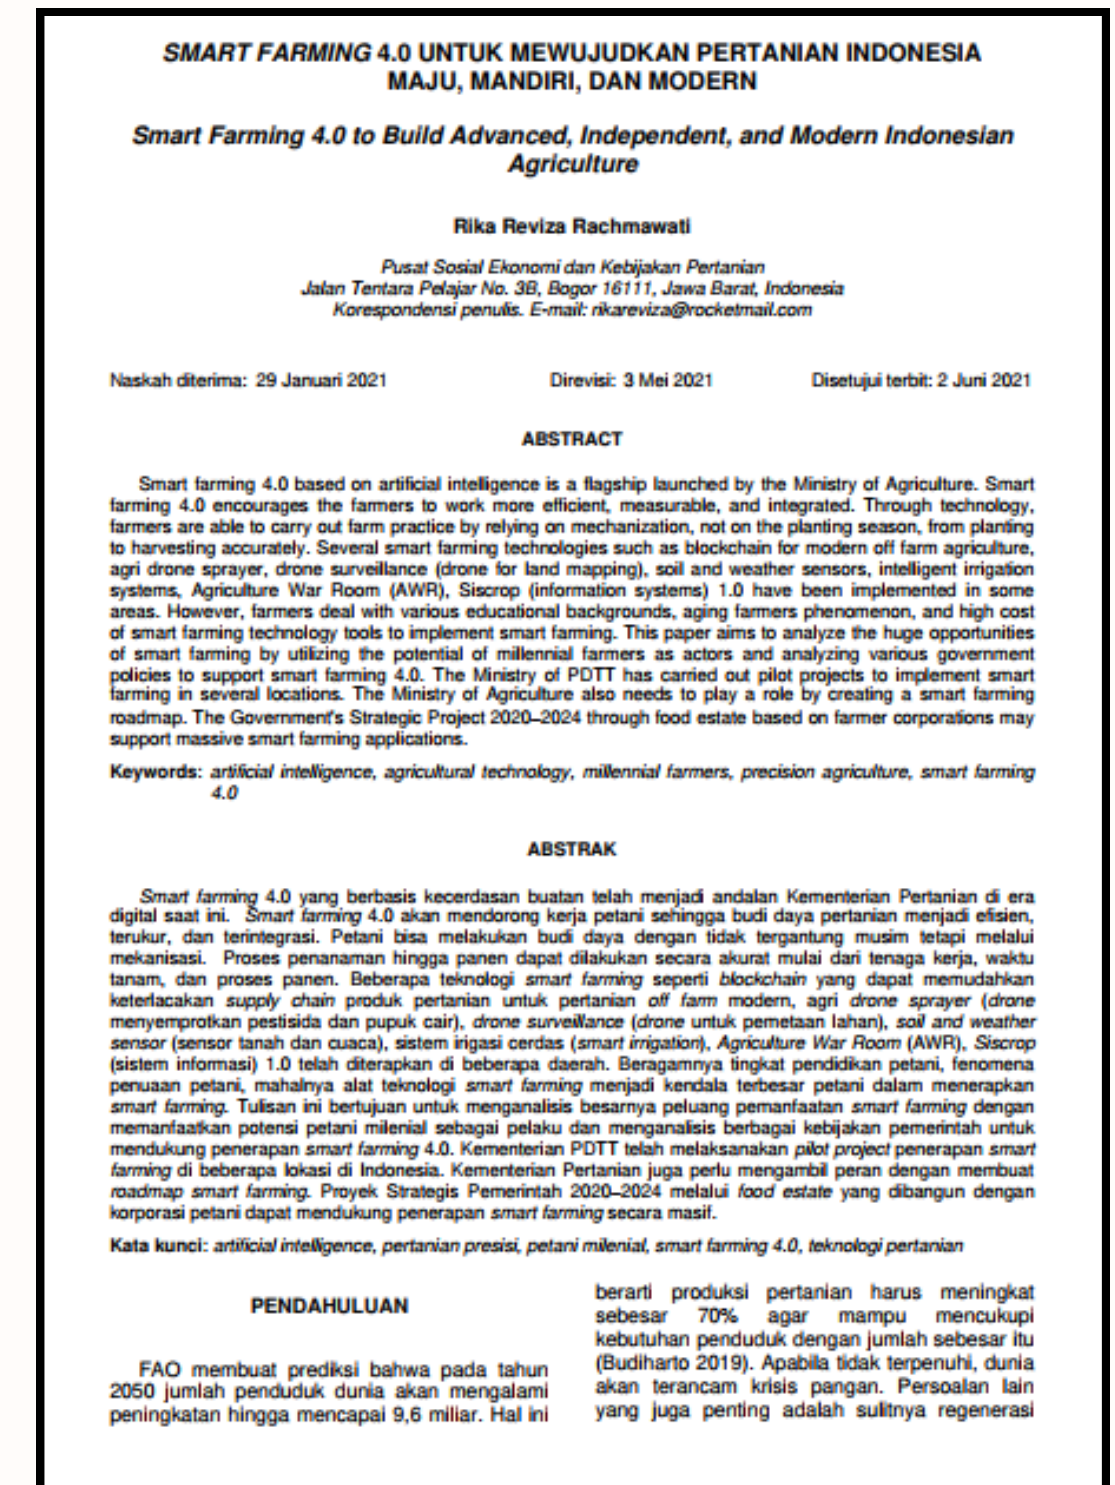 SMART FARMING 4.0 UNTUK MEWUJUDKAN PERTANIAN INDONESIA
MAJU, MANDIRI, DAN MODERN
Smart Farming 4.0 to Build Advanced, Independent, and Modern Indonesian
Agriculture
Rika Reviza Rachmawati
Pusat Sosial Ekonomi dan Kebijakan Pertanian
Jalan Tentara Pelajar No. 3B, Bogor 16111, Jawa Barat, Indonesia
Korespondensi penulis. E-mail: rikareviza@rocketmail.com
Naskah diterima: 29 Januari 2021 Direvisi: 3 Mei 2021 Disetujui terbit: 2 Juni 2021
ABSTRACT
Smart farming 4.0 based on artificial intelligence is a flagship launched by the Ministry of Agriculture. Smart
farming 4.0 encourages the farmers to work more efficient, measurable, and integrated. Through technology,
farmers are able to carry out farm practice by relying on mechanization, not on the planting season, from planting
to harvesting accurately. Several smart farming technologies such as blockchain for modern off farm agriculture,
agri drone sprayer, drone surveillance (drone for land mapping), soil and weather sensors, intelligent irrigation
systems, Agriculture War Room (AWR), Siscrop (information systems) 1.0 have been implemented in some
areas. However, farmers deal with various educational backgrounds, aging farmers phenomenon, and high cost
of smart farming technology tools to implement smart farming. This paper aims to analyze the huge opportunities
of smart farming by utilizing the potential of millennial farmers as actors and analyzing various government
policies to support smart farming 4.0. The Ministry of PDTT has carried out pilot projects to implement smart
farming in several locations. The Ministry of Agriculture also needs to play a role by creating a smart farming
roadmap. The Government's Strategic Project 2020–2024 through food estate based on farmer corporations may
support massive smart farming applications.
Keywords: artificial intelligence, agricultural technology, millennial farmers, precision agriculture, smart farming
4.0
ABSTRAK
Smart farming 4.0 yang berbasis kecerdasan buatan telah menjadi andalan Kementerian Pertanian di era
digital saat ini. Smart farming 4.0 akan mendorong kerja petani sehingga budi daya pertanian menjadi efisien,
terukur, dan terintegrasi. Petani bisa melakukan budi daya dengan tidak tergantung musim tetapi melalui
mekanisasi. Proses penanaman hingga panen dapat dilakukan secara akurat mulai dari tenaga kerja, waktu
tanam, dan proses panen. Beberapa teknologi smart farming seperti blockchain yang dapat memudahkan
keterlacakan supply chain produk pertanian untuk pertanian off farm modern, agri drone sprayer (drone
menyemprotkan pestisida dan pupuk cair), drone surveillance (drone untuk pemetaan lahan), soil and weather
sensor (sensor tanah dan cuaca), sistem irigasi cerdas (smart irrigation), Agriculture War Room (AWR), Siscrop
(sistem informasi) 1.0 telah diterapkan di beberapa daerah. Beragamnya tingkat pendidikan petani, fenomena
penuaan petani, mahalnya alat teknologi smart farming menjadi kendala terbesar petani dalam menerapkan
smart farming. Tulisan ini bertujuan untuk menganalisis besarnya peluang pemanfaatan smart farming dengan
memanfaatkan potensi petani milenial sebagai pelaku dan menganalisis berbagai kebijakan pemerintah untuk
mendukung penerapan smart farming 4.0. Kementerian PDTT telah melaksanakan pilot project penerapan smart
farming di beberapa lokasi di Indonesia. Kementerian Pertanian juga perlu mengambil peran dengan membuat
roadmap smart farming. Proyek Strategis Pemerintah 2020–2024 melalui food estate yang dibangun dengan
korporasi petani dapat mendukung penerapan smart farming secara masif.
Kata kunci: artificial intelligence, pertanian presisi, petani milenial, smart farming 4.0, teknologi pertanian
PENDAHULUAN
FAO membuat prediksi bahwa pada tahun
2050 jumlah penduduk dunia akan mengalami
peningkatan hingga mencapai 9,6 miliar. Hal ini
berarti produksi pertanian harus meningkat
sebesar 70% agar mampu mencukupi
kebutuhan penduduk dengan jumlah sebesar itu
(Budiharto 2019). Apabila tidak terpenuhi, dunia
akan terancam krisis pangan. Persoalan lain
yang juga penting adalah sulitnya regenerasi